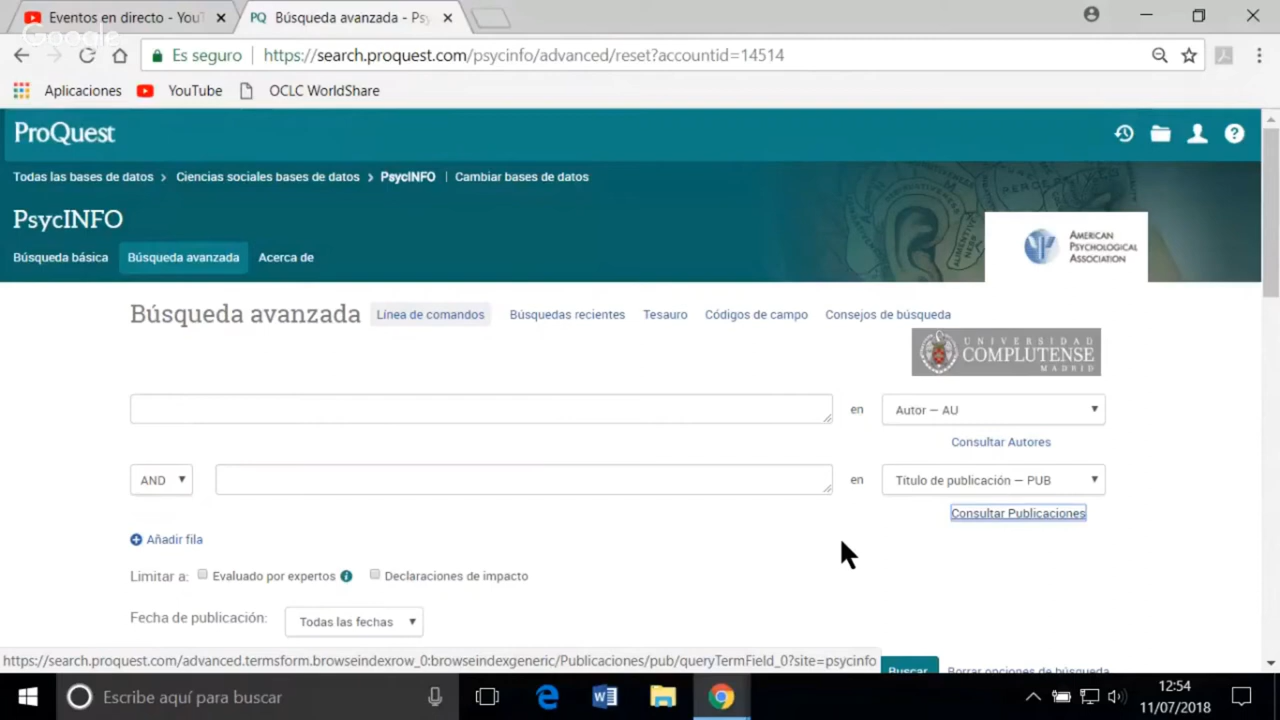 Eventos en directo - YouT
PQ Búsqueda avanzada - Psy
Google
Es seguro https://search.proquest.com/psycinfo/advanced/reset?accountid=14514
Aplicaciones YouTube OCLC WorldShare
ProQuest
Todas las bases de datos > Ciencias sociales bases de datos > PsycINFO | Cambiar bases de datos
PsycINFO
AMERICAN
PSYCHOLOGICAL
ASSOCIATION
Búsqueda básica Búsqueda avanzada Acerca de
Búsqueda avanzada Línea de comandos Búsquedas recientes Tesauro Códigos de campo Consejos de búsqueda
UNIVERSIDAD
COMPLUTENSE
MADRID
en Autor — AU
Consultar Autores
AND en Título de publicación — PUB
Consultar Publicaciones
Añadir fila
Limitar a: Evaluado por expertos i Declaraciones de impacto
Fecha de publicación: Todas las fechas
https://search.proquest.com/advanced.termsform.browseindexrow_0:browseindexgeneric/Publicaciones/pub/queryTermField_0?site=psycinfo
Buscar Borrar opciones de búsqueda
Escribe aquí para buscar
12:54
11/07/2018